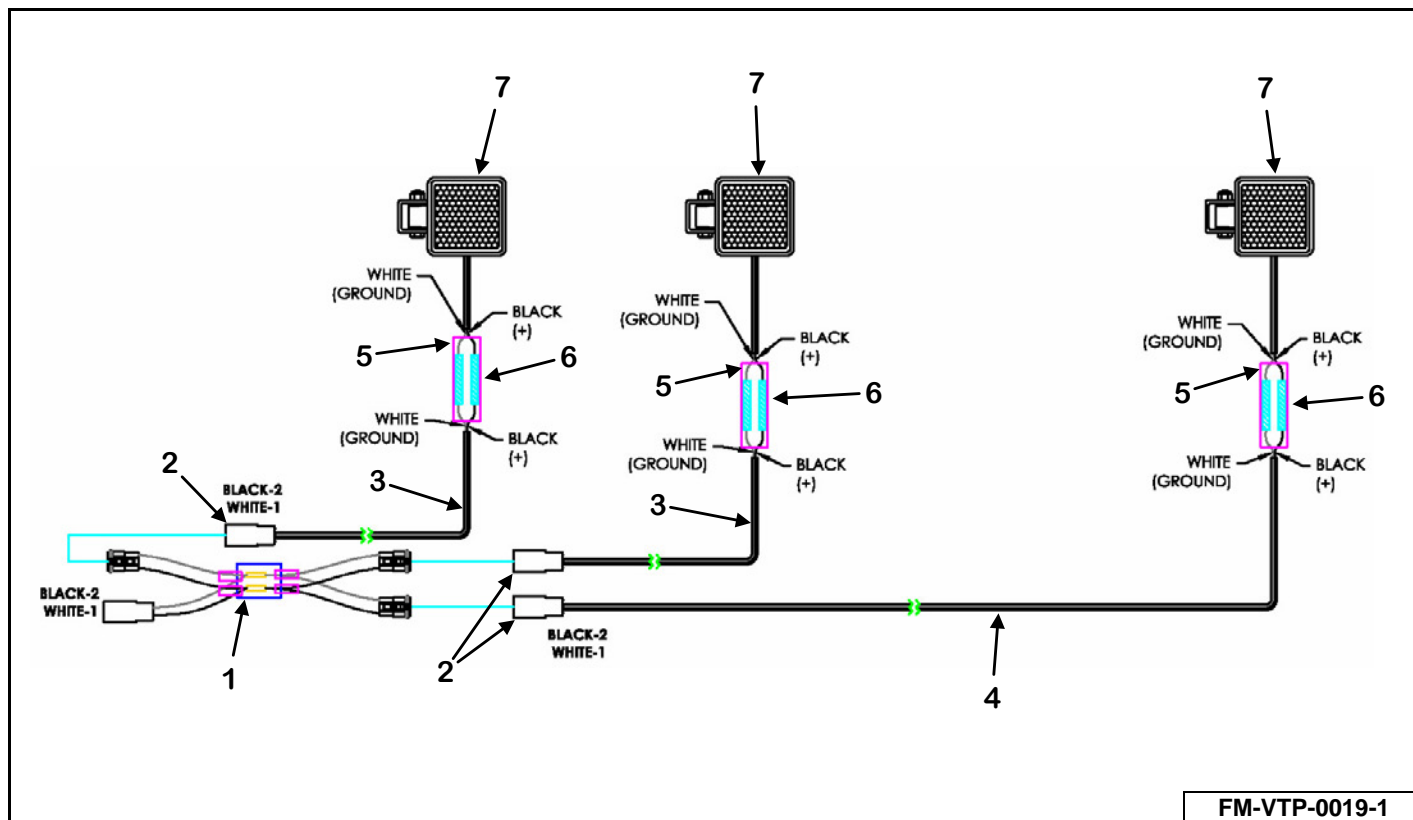 7
7
7
WHITE
(GROUND)
BLACK
(+)
WHITE
(GROUND)
BLACK
(+)
WHITE
(GROUND)
BLACK
(+)
5
6
5
6
5
6
WHITE
(GROUND)
BLACK
(+)
WHITE
(GROUND)
BLACK
(+)
WHITE
(GROUND)
BLACK
(+)
2
BLACK-2
WHITE-1
3
3
BLACK-2
WHITE-1
1
2
BLACK-2
WHITE-1
4
FM-VTP-0019-1